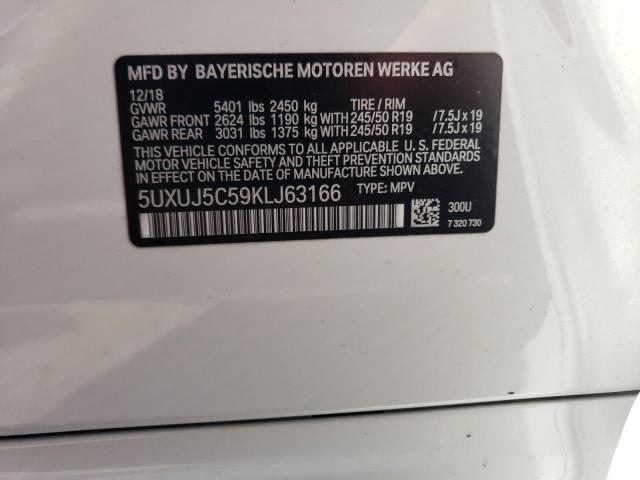 MFD BY BAYERISCHE MOTOREN WERKE AG
12/18
GVWR 5401 lbs 2450 kg TIRE / RIM
GAWR FRONT 2624 lbs 1190 kg WITH 245/50 R19 /7.5J x 19
GAWR REAR 3031 lbs 1375 kg WITH 245/50 R19 /7.5J x 19
THIS VEHICLE CONFORMS TO ALL APPLICABLE U. S. FEDERAL
MOTOR VEHICLE SAFETY AND THEFT PREVENTION STANDARDS
IN EFFECT ON THE DATE OF MANUFACTURE SHOWN ABOVE.
5UXUJ5C59KLJ63166 TYPE: MPV
300U
7 320 730